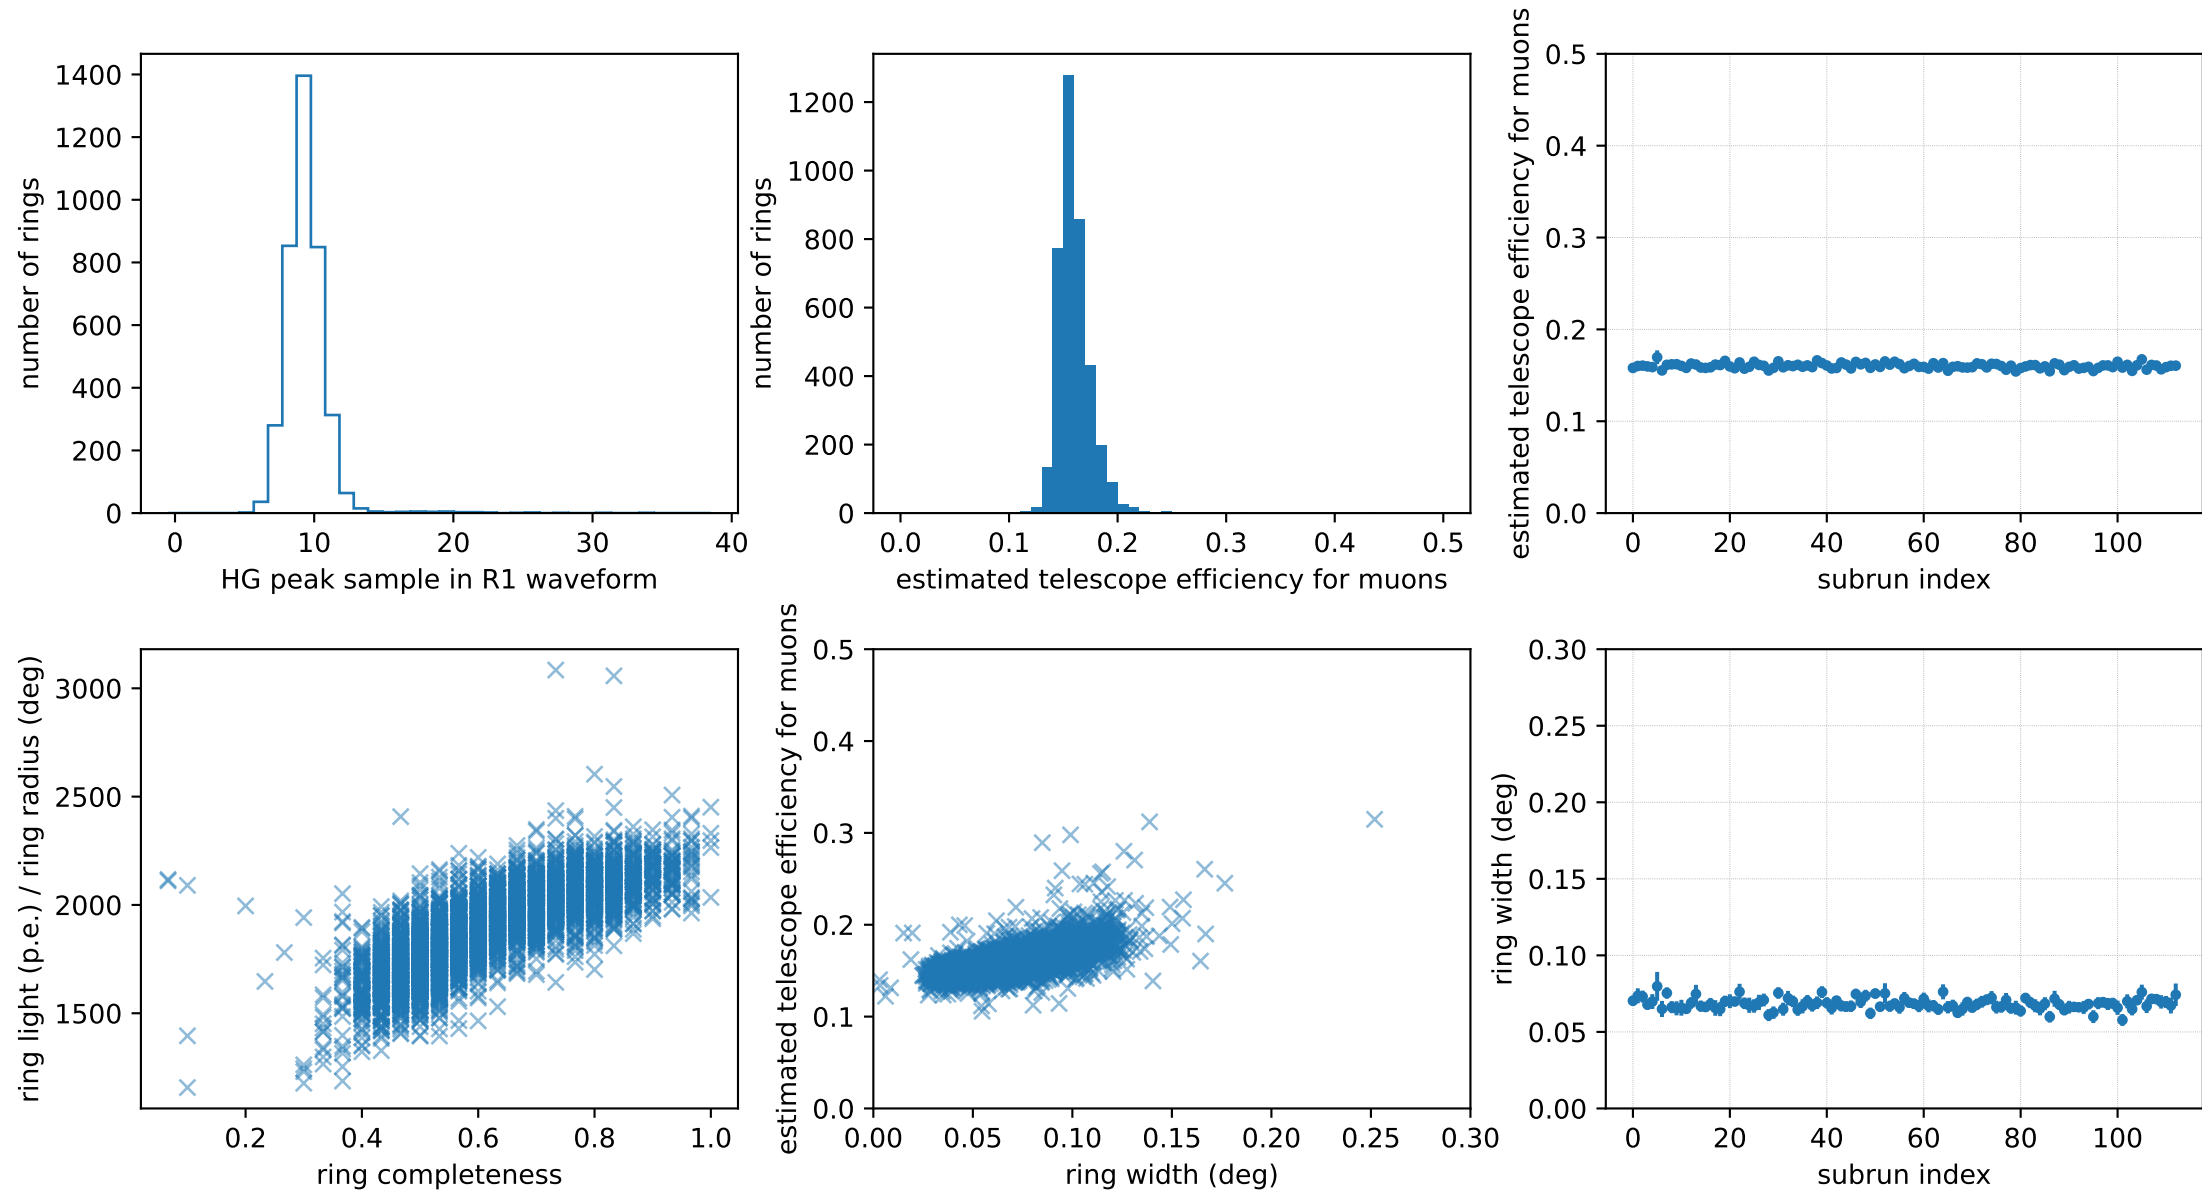 number of rings
1400
1200
1000
800
600
400
200
0
0 10 20 30 40
HG peak sample in R1 waveform
number of rings
1200
1000
800
600
400
200
0
0.0 0.1 0.2 0.3 0.4 0.5
estimated telescope efficiency for muons
estimated telescope efficiency for muons
0.5
0.4
0.3
0.2
0.1
0.0
0 20 40 60 80 100
subrun index
ring light (p.e.) / ring radius (deg)
3000
2500
2000
1500
0.2 0.4 0.6 0.8 1.0
ring completeness
estimated telescope efficiency for muons
0.5
0.4
0.3
0.2
0.1
0.0
0.00 0.05 0.10 0.15 0.20 0.25 0.30
ring width (deg)
ring width (deg)
0.30
0.25
0.20
0.15
0.10
0.05
0.00
0 20 40 60 80 100
subrun index